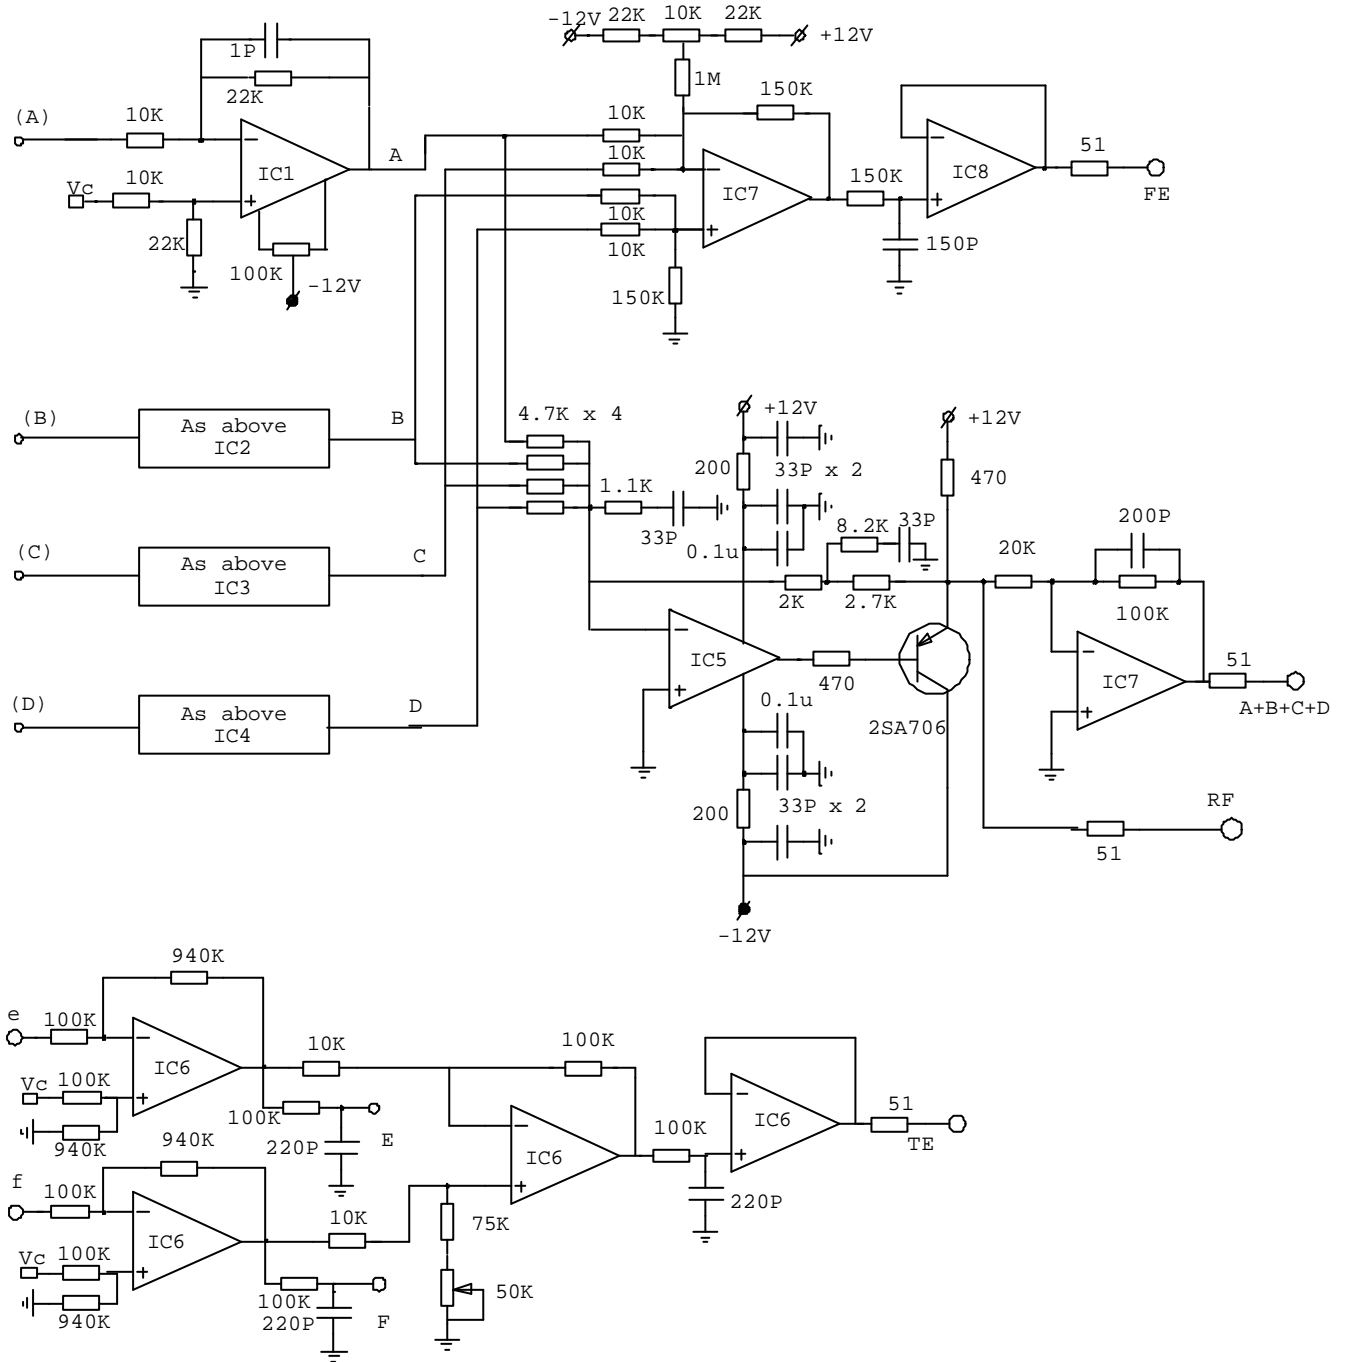 -12V 22K 10K 22K
+12V
1P
1M
22K
150K
(A)
10K
10K
51
A
10K
IC1
IC8
Vc
10K
IC7
150K
FE
10K
22K
10K
150P
100K
-12V
150K
(B)
As above
IC2
B
4.7K x 4
+12V
+12V
200
33P x 2
470
1.1K
33P
0.1u
8.2K
33P
200P
20K
(C)
As above
IC3
C
2K
2.7K
100K
IC5
470
IC7
51
(D)
As above
IC4
D
0.1u
A+B+C+D
2SA706
200
33P x 2
RF
51
-12V
940K
e
100K
10K
100K
IC6
Vc
100K
100K
E
940K
220P
940K
IC6
100K
IC6
51
TE
f
100K
220P
10K
75K
IC6
Vc
100K
50K
100K
940K
220P
F